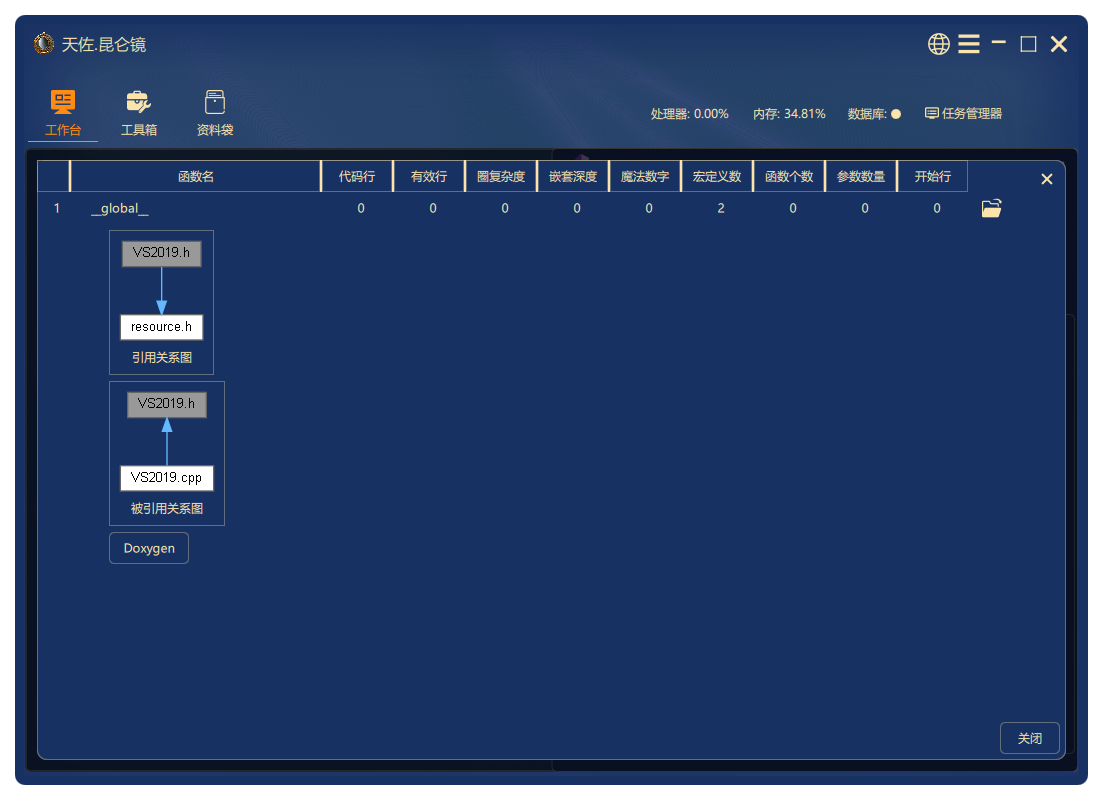 天佐.昆仑镜
工作台 工具箱 资料袋 处理器: 0.00% 内存: 34.81% 数据库: 任务管理器
函数名 代码行 有效行 圈复杂度 嵌套深度 魔法数字 宏定义数 函数个数 参数数量 开始行
1 __global__ 0 0 0 0 0 2 0 0 0
VS2019.h
resource.h
引用关系图
VS2019.h
VS2019.cpp
被引用关系图
Doxygen
关闭